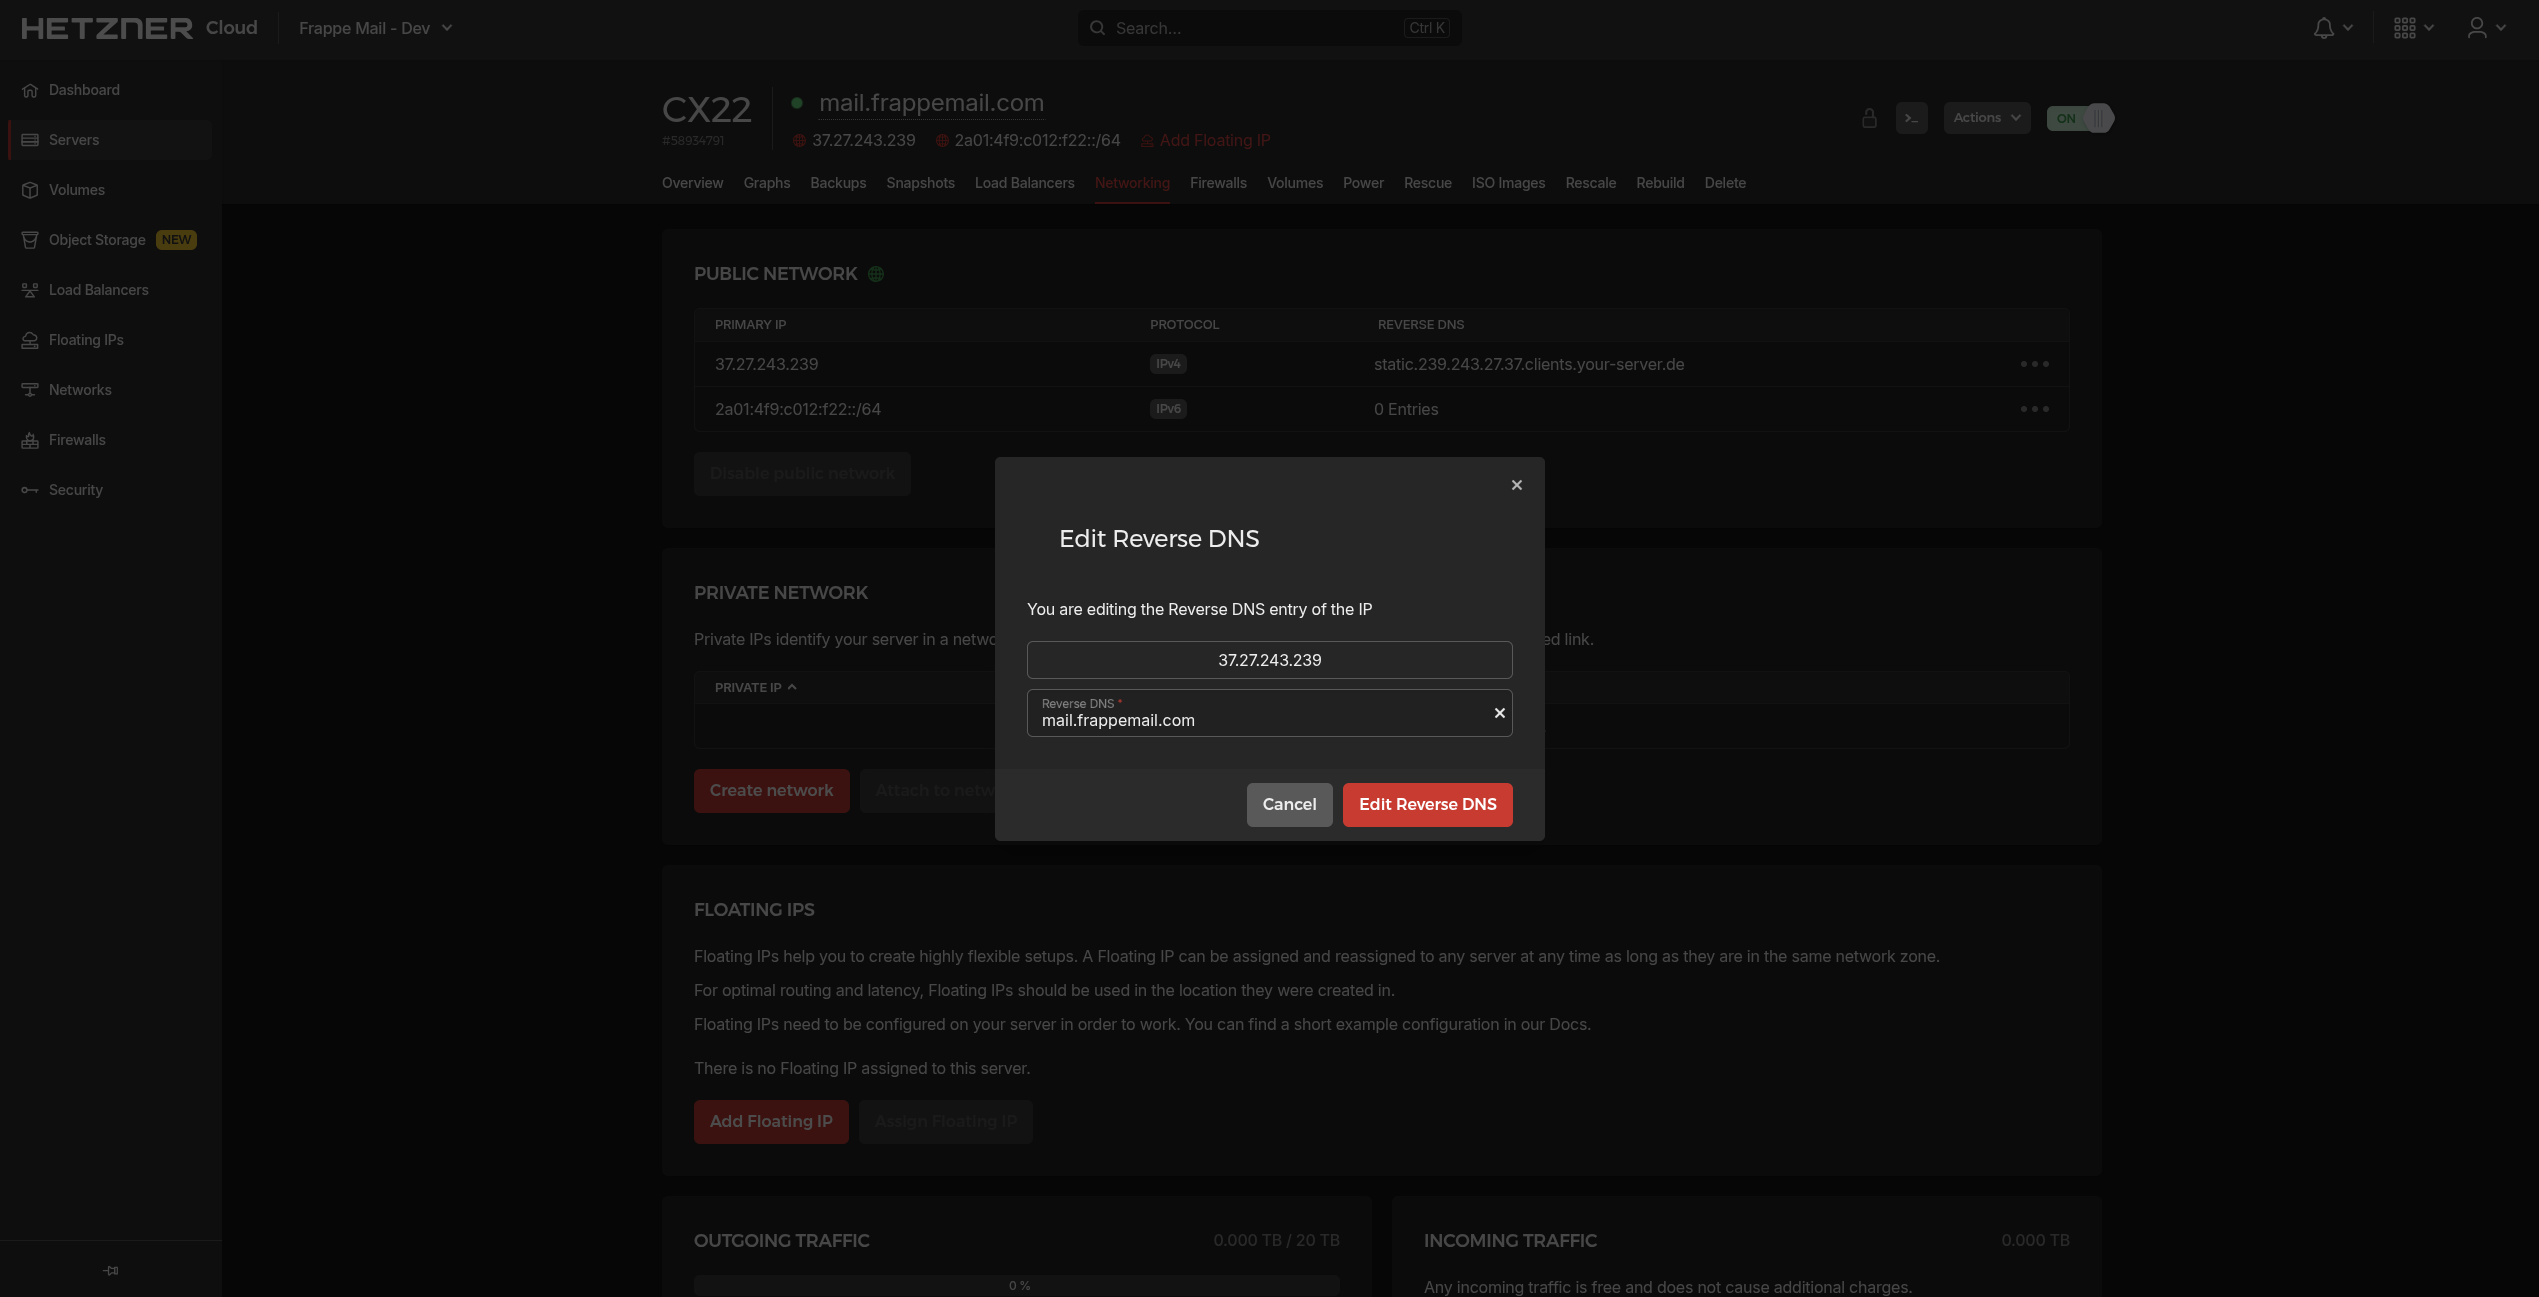 HETZNER Cloud Frappe Mail - Dev
Search... Ctrl K
Dashboard
Servers
Volumes
Object Storage NEW
Load Balancers
Floating IPs
Networks
Firewalls
Security
CX22
#58934791
mail.frappemail.com
37.27.243.239 2a01:4f9:c012:f22::/64 Add Floating IP
>_ Actions ON
Overview Graphs Backups Snapshots Load Balancers Networking Firewalls Volumes Power Rescue ISO Images Rescale Rebuild Delete
PUBLIC NETWORK
PRIMARY IP PROTOCOL REVERSE DNS
37.27.243.239 IPv4 static.239.243.27.37.clients.your-server.de
2a01:4f9:c012:f22::/64 IPv6 0 Entries
Disable public network
Edit Reverse DNS
You are editing the Reverse DNS entry of the IP
37.27.243.239
Reverse DNS *
mail.frappemail.com
Cancel Edit Reverse DNS
PRIVATE NETWORK
Private IPs identify your server in a netwo
ed link.
PRIVATE IP
Create network Attach to netw
FLOATING IPS
Floating IPs help you to create highly flexible setups. A Floating IP can be assigned and reassigned to any server at any time as long as they are in the same network zone.
For optimal routing and latency, Floating IPs should be used in the location they were created in.
Floating IPs need to be configured on your server in order to work. You can find a short example configuration in our Docs.
There is no Floating IP assigned to this server.
Add Floating IP Assign Floating IP
OUTGOING TRAFFIC 0.000 TB / 20 TB
0 %
INCOMING TRAFFIC 0.000 TB
Any incoming traffic is free and does not cause additional charges.